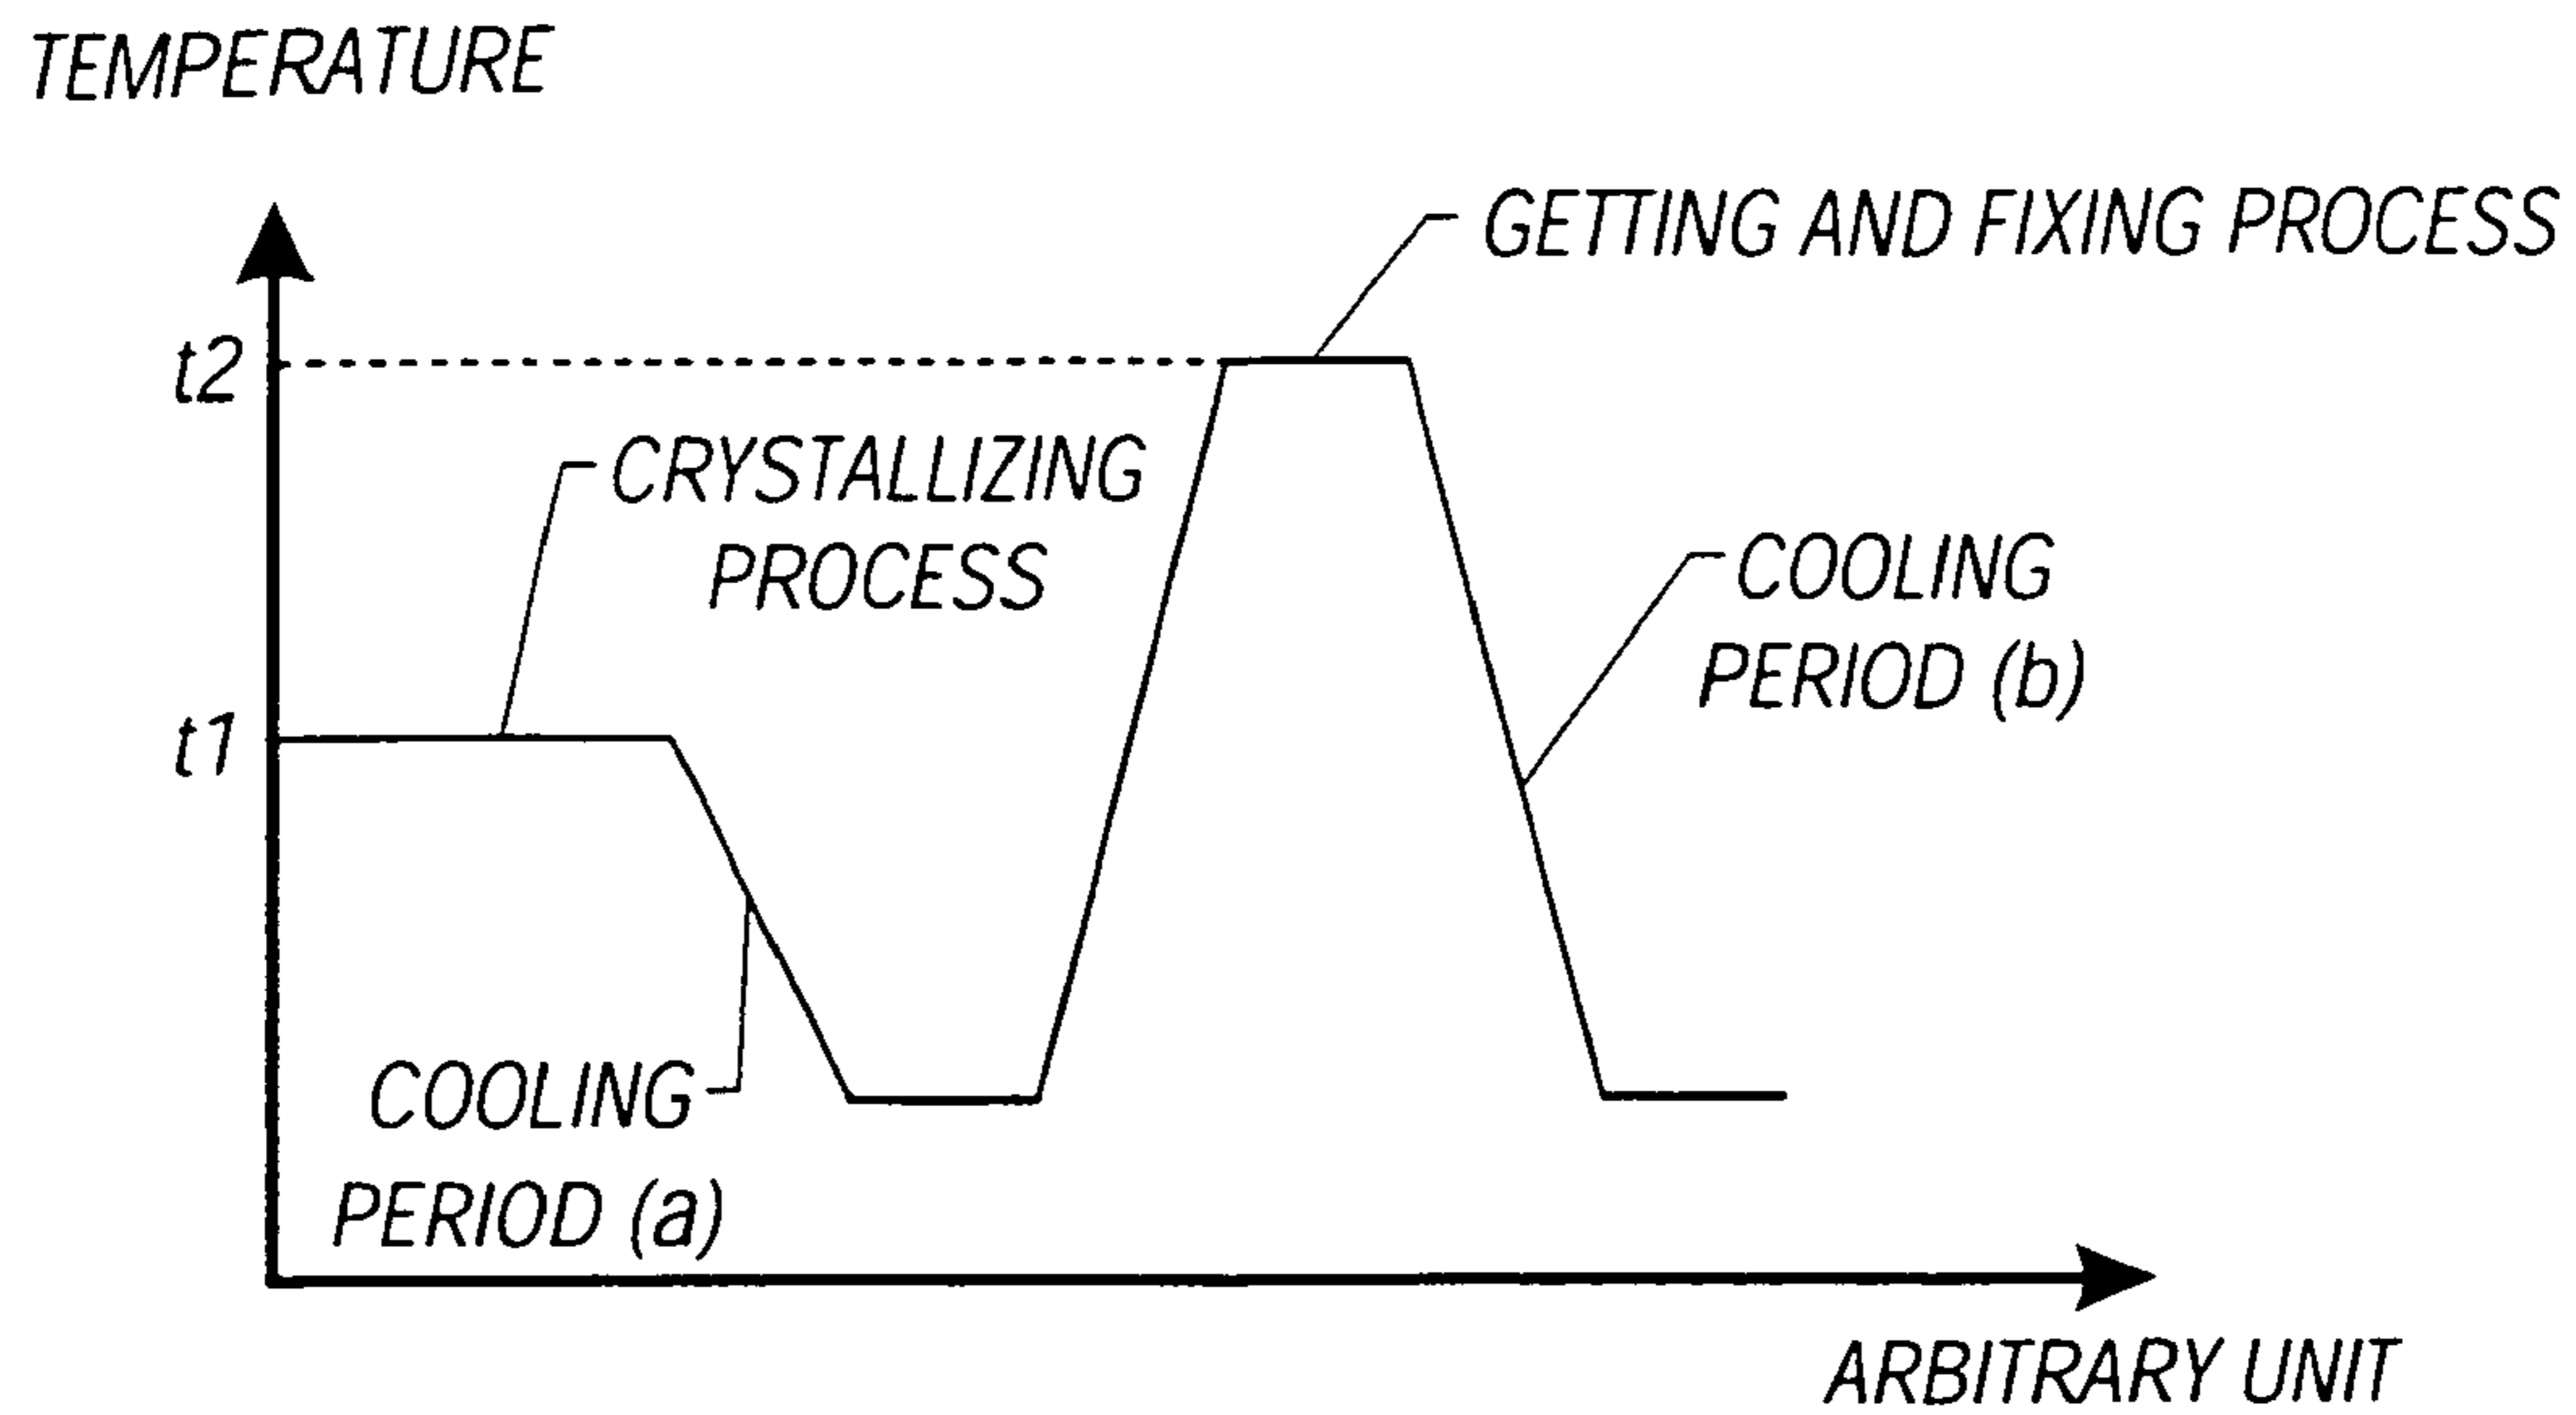 TEMPERATURE
GETTING AND FIXING PROCESS
t2
CRYSTALLIZING
PROCESS
COOLING
PERIOD (b)
t1
COOLING
PERIOD (a)
ARBITRARY UNIT